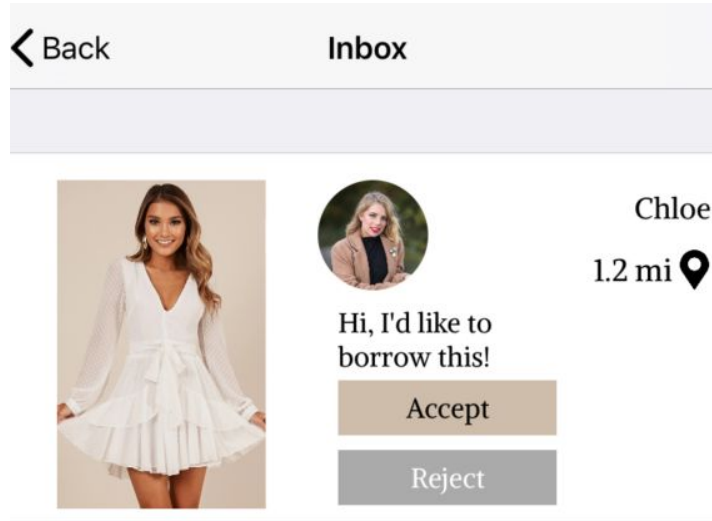 Back
Inbox
Chloe
1.2 mi
Hi, I'd like to
borrow this!
Accept
Reject